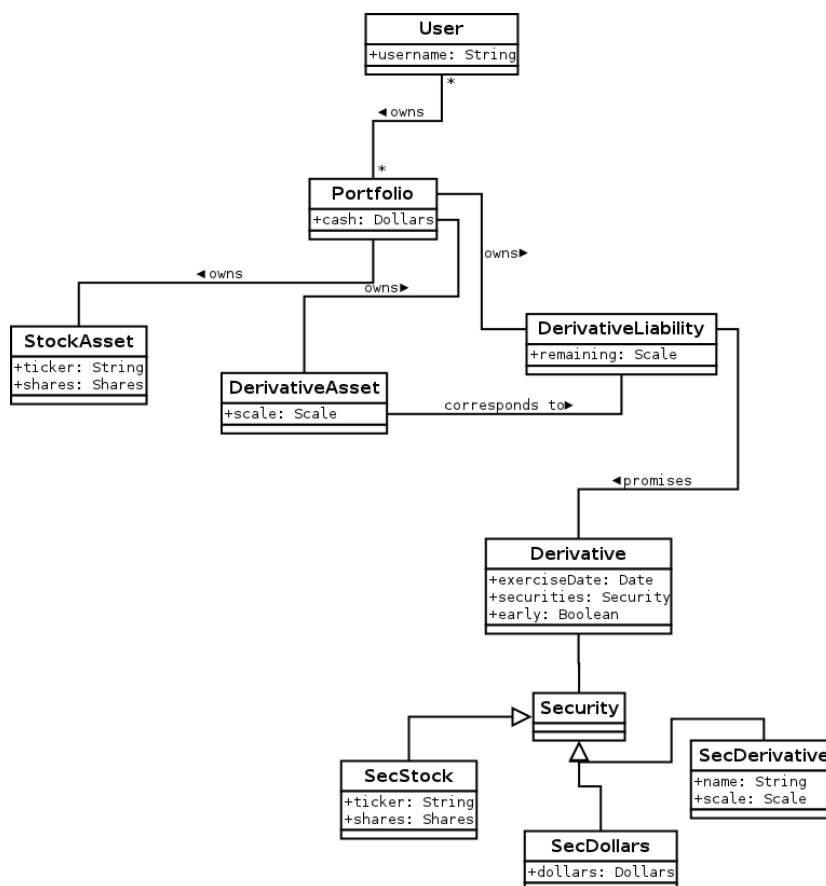 User
+username: String
*
◄owns
*
Portfolio
+cash: Dollars
owns►
◄owns
owns►
StockAsset
+ticker: String
+shares: Shares
DerivativeLiability
+remaining: Scale
DerivativeAsset
+scale: Scale
corresponds to►
◄promises
Derivative
+exerciseDate: Date
+securities: Security
+early: Boolean
Security
SecStock
+ticker: String
+shares: Shares
SecDerivative
+name: String
+scale: Scale
SecDollars
+dollars: Dollars